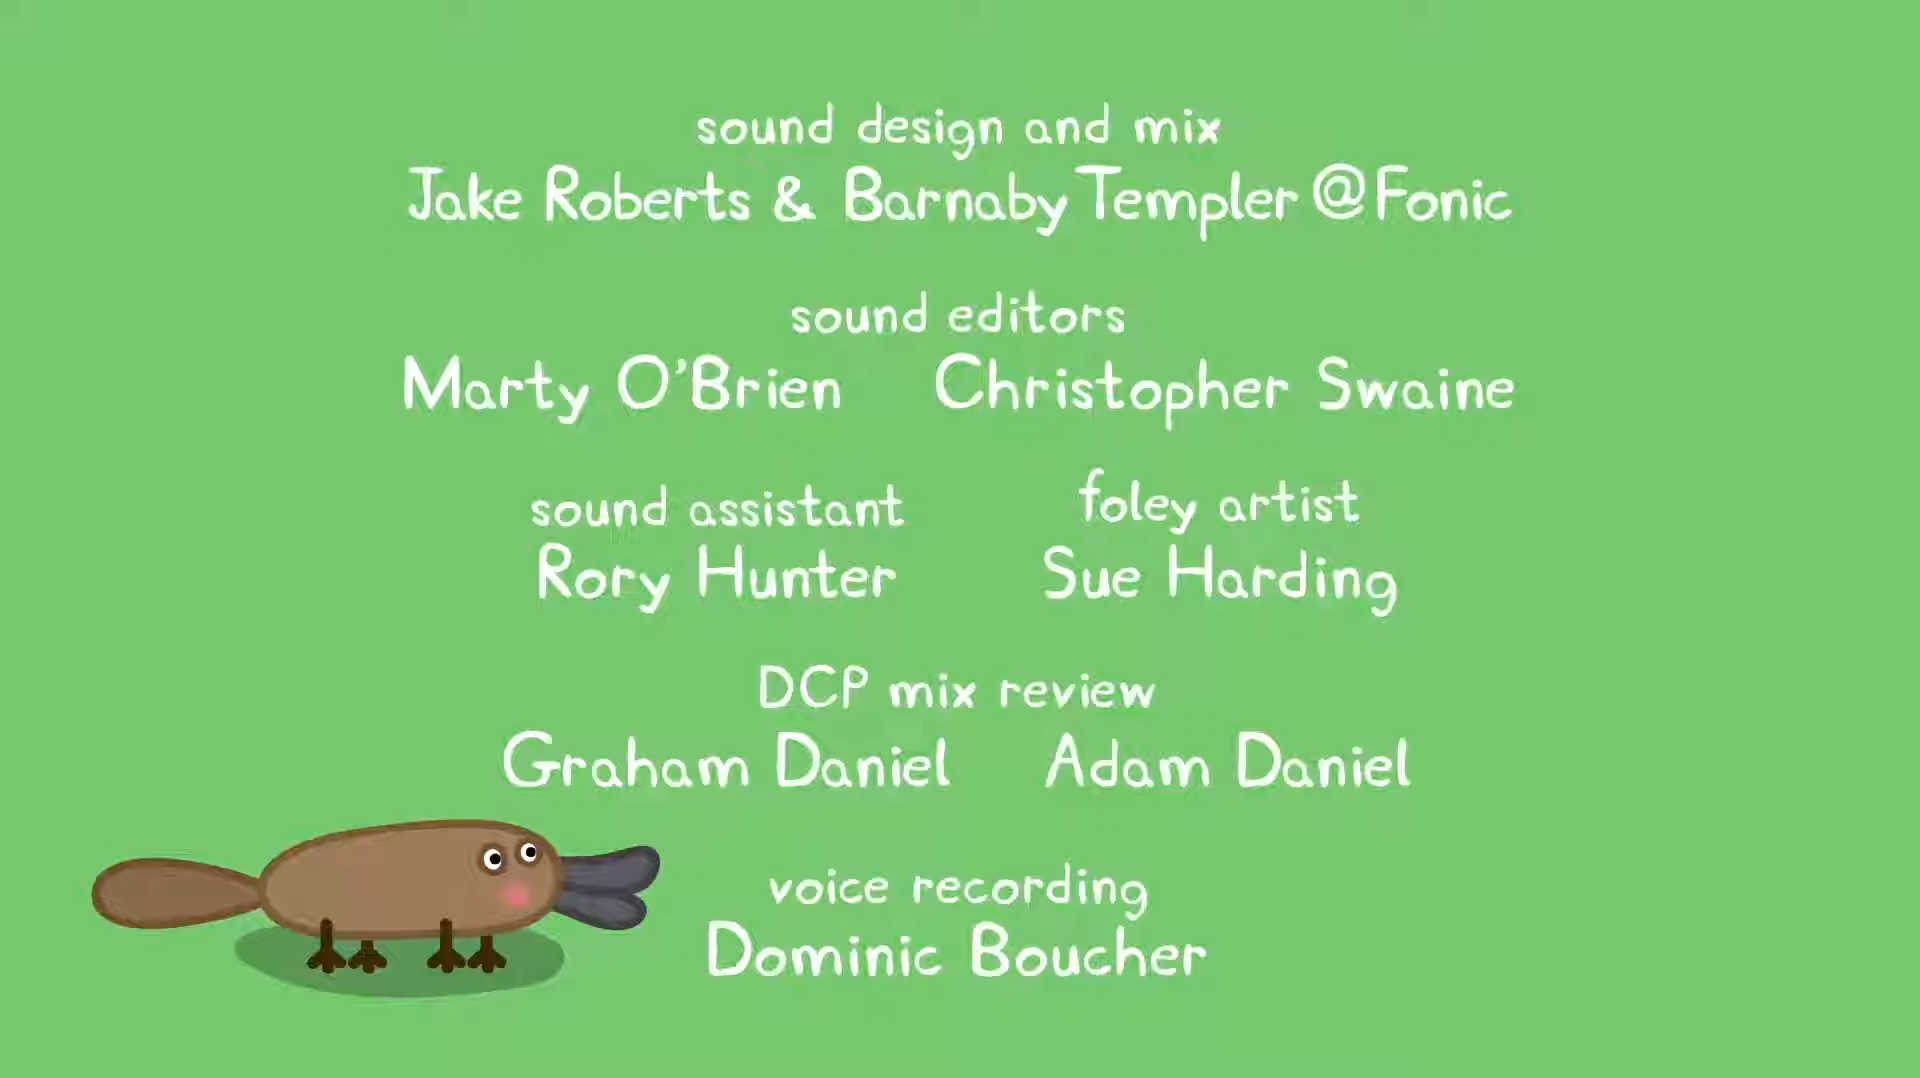 sound design and mix
Jake Roberts & Barnaby Templer @Fonic
sound editors
Marty O'Brien Christopher Swaine
sound assistant foley artist
Rory Hunter Sue Harding
DCP mix review
Graham Daniel Adam Daniel
voice recording
Dominic Boucher